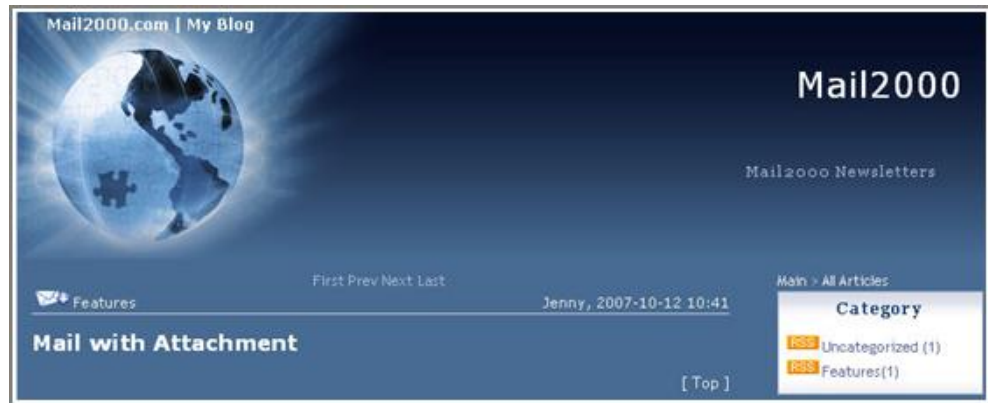 Mail2000.com | My Blog
Mail2000
Mail2000 Newsletters
First Prev Next Last
Features
Jenny, 2007-10-12 10:41
Mail with Attachment
[ Top ]
Main > All Articles
Category
RSS Uncategorized (1)
RSS Features(1)